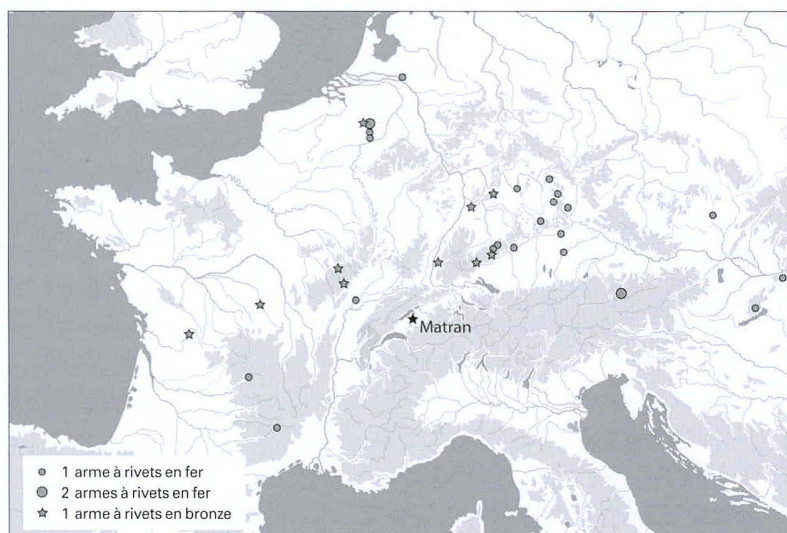 Matran
1 arme à rivets en fer
2 armes à rivets en fer
1 arme à rivets en bronze